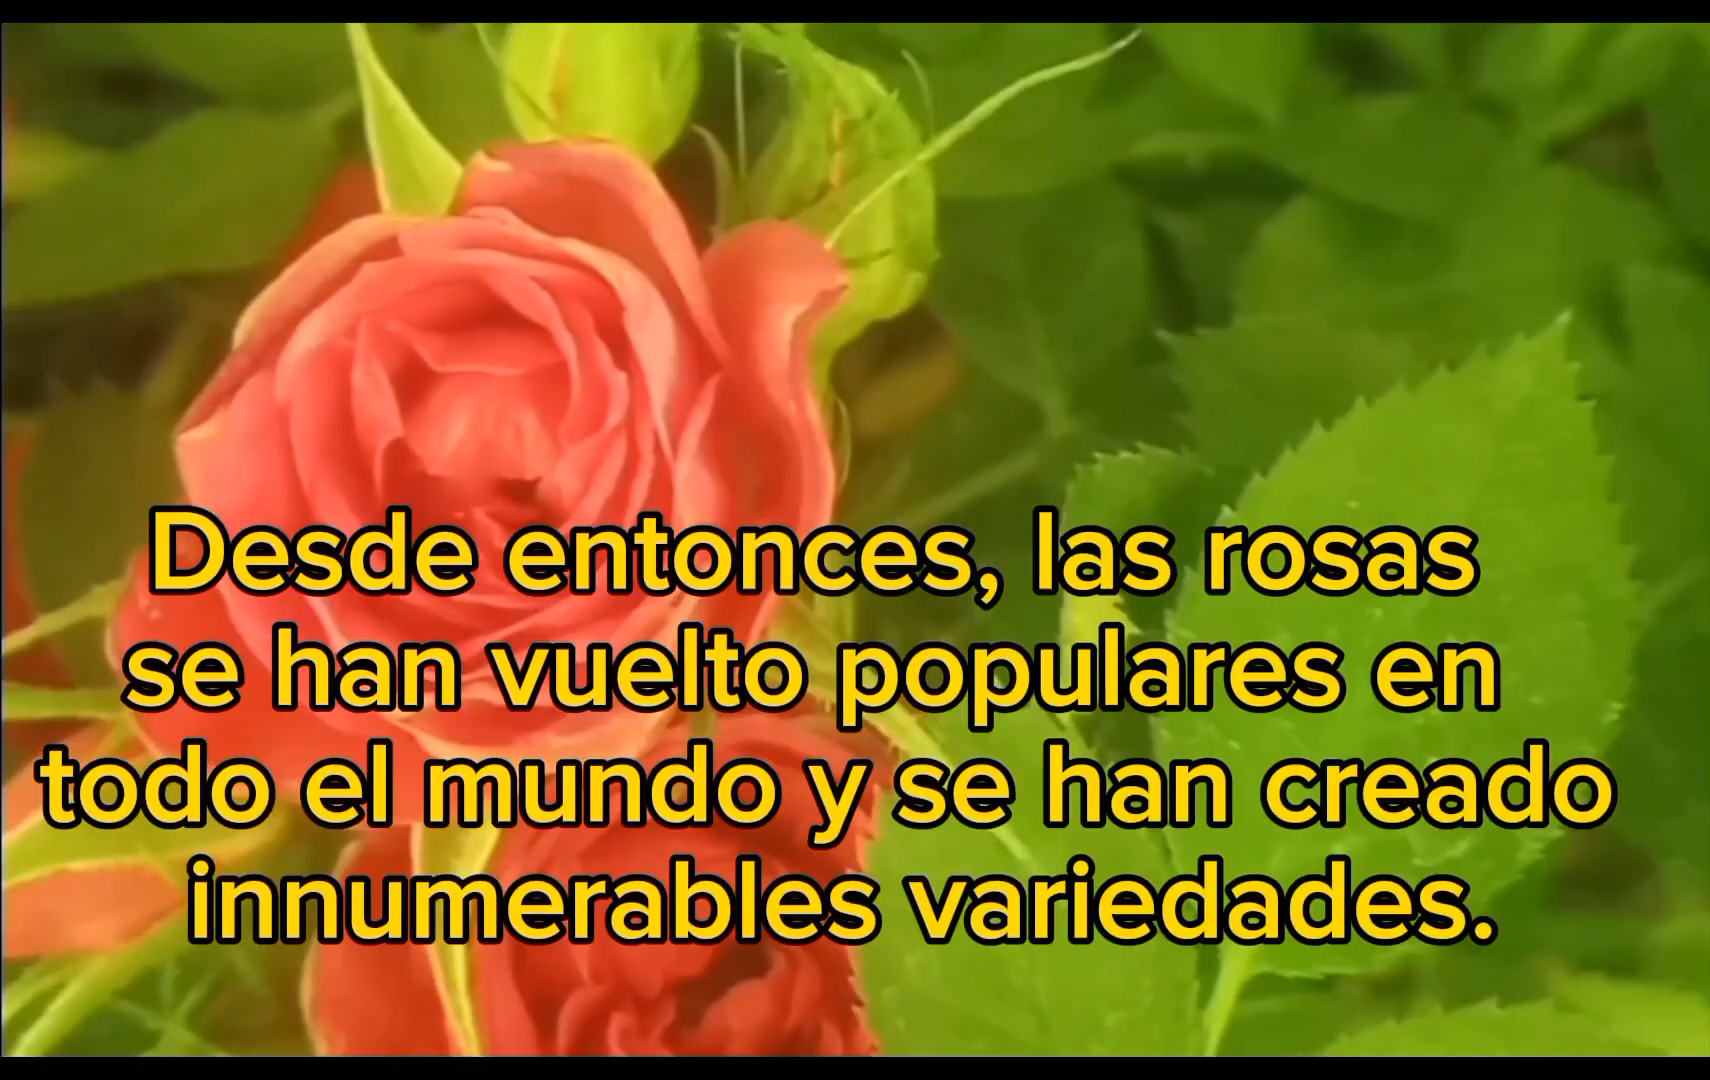 Desde entonces, las rosas
se han vuelto populares en
todo el mundo y se han creado
innumerables variedades.